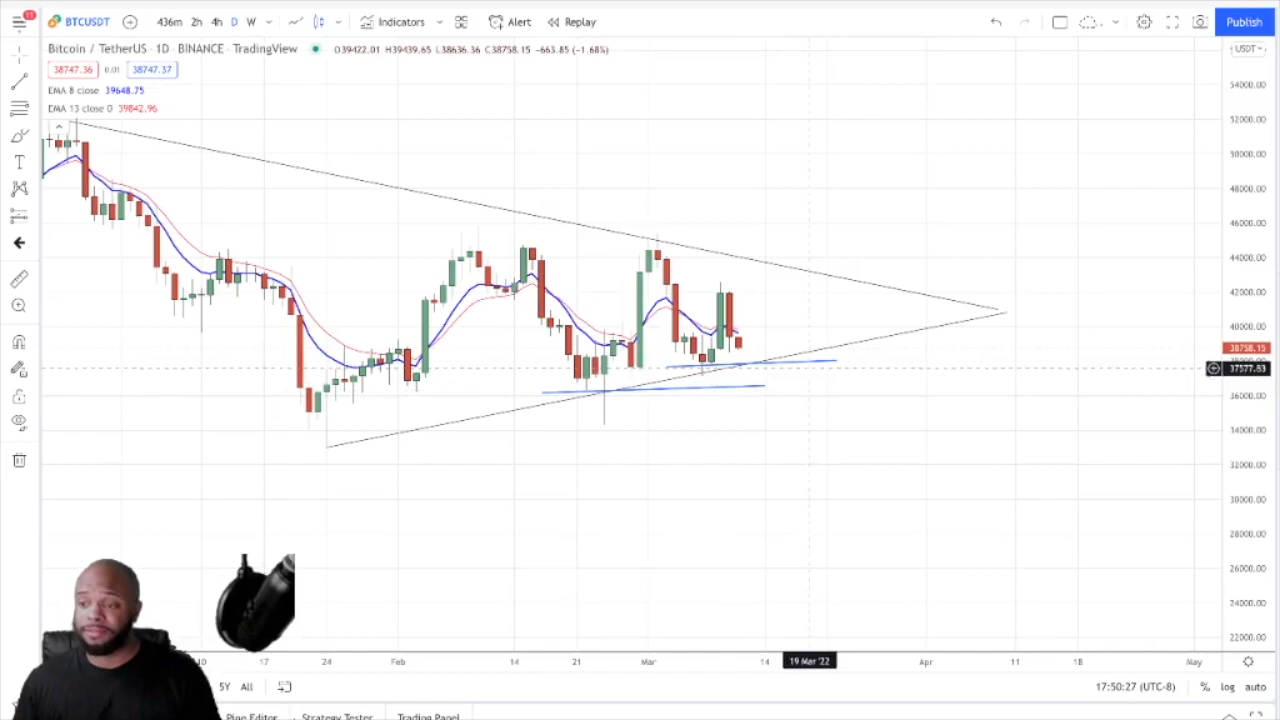 11
BTCUSDT 436m 2h 4h D W Indicators Alert Replay Publish
Bitcoin / TetherUS · 1D · BINANCE · TradingView O39422.01 H39439.65 L38636.36 C38758.15 -663.85 (-1.68%) USDT
38747.36 0.01 38747.37
EMA 8 close 39648.75
EMA 13 close 0 39842.96
54000.00
52000.00
50000.00
48000.00
46000.00
44000.00
42000.00
40000.00
38758.15
37577.83
36000.00
34000.00
32000.00
30000.00
28000.00
26000.00
24000.00
22000.00
17 24 Feb 14 21 Mar 14 19 Mar '22 Apr 11 18 May
5Y All 17:50:27 (UTC-8) % log auto
Pine Editor Strategy Tester Trading Panel